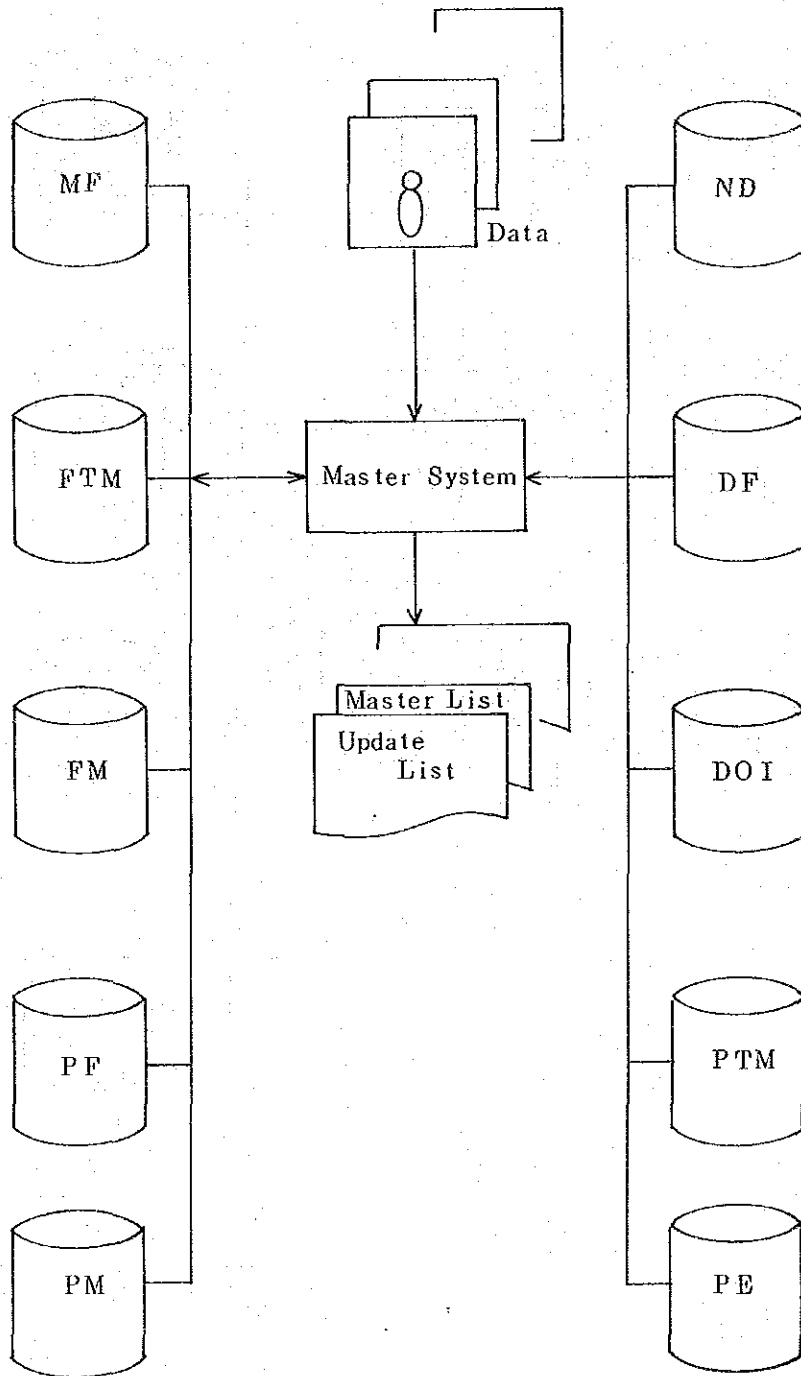 MF
Data
ND
FTM
Master System
DF
Master List
Update
List
FM
DOI
PF
PTM
PM
PE